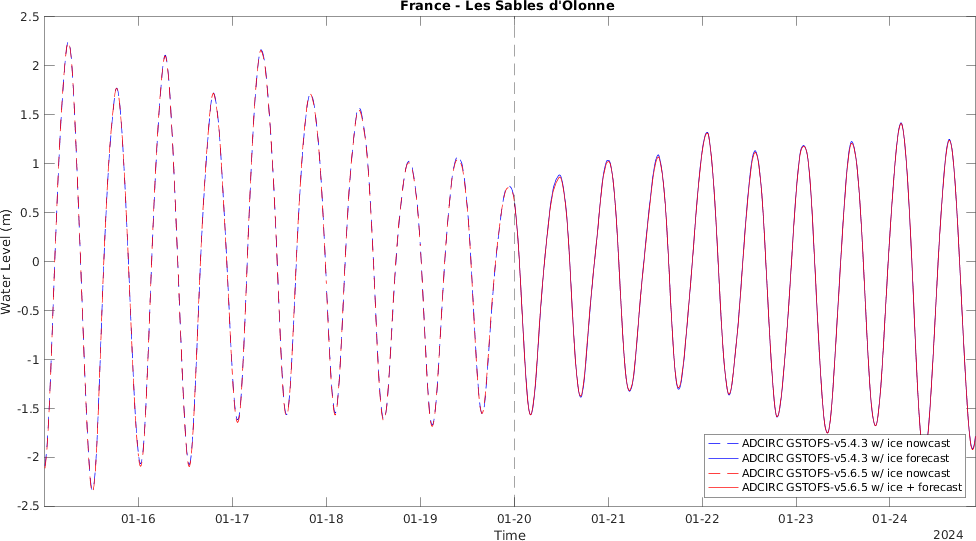 France - Les Sables d'Olonne
2.5
2
1.5
1
0.5
0
-0.5
-1
-1.5
-2
-2.5
Water Level (m)
ADCIRC GSTOFS-v5.4.3 w/ ice nowcast
ADCIRC GSTOFS-v5.4.3 w/ ice forecast
ADCIRC GSTOFS-v5.6.5 w/ ice nowcast
ADCIRC GSTOFS-v5.6.5 w/ ice + forecast
01-16 01-17 01-18 01-19 01-20 01-21 01-22 01-23 01-24
Time
2024